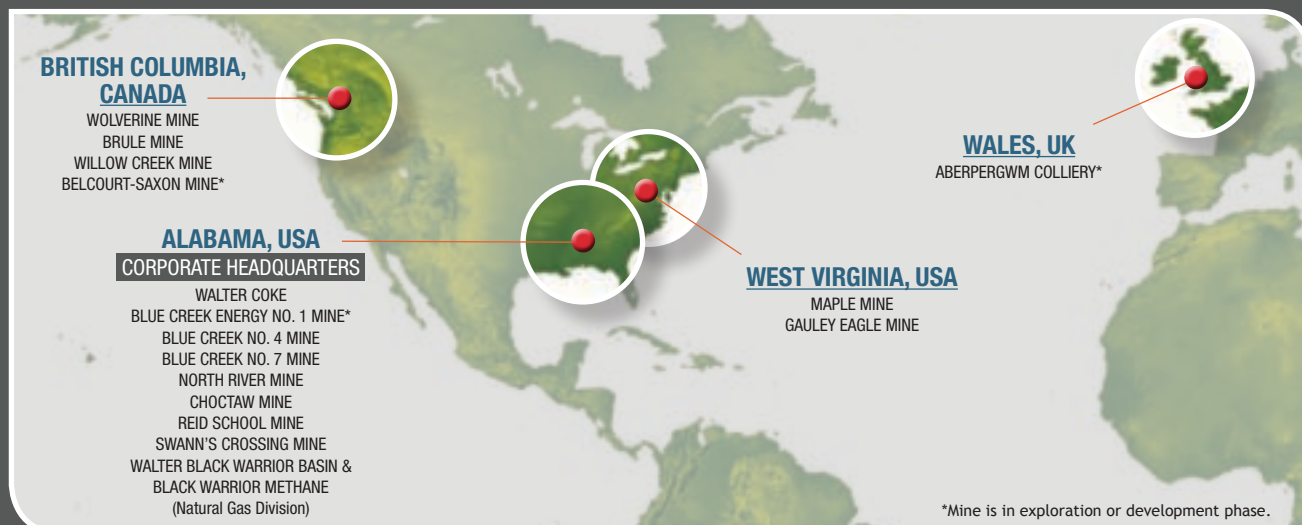 BRITISH COLUMBIA,
CANADA
WOLVERINE MINE
BRULE MINE
WILLOW CREEK MINE
BELCOURT-SAXON MINE*
ALABAMA, USA
CORPORATE HEADQUARTERS
WALTER COKE
BLUE CREEK ENERGY NO. 1 MINE*
BLUE CREEK NO. 4 MINE
BLUE CREEK NO. 7 MINE
NORTH RIVER MINE
CHOCTAW MINE
REID SCHOOL MINE
SWANN’S CROSSING MINE
WALTER BLACK WARRIOR BASIN &
BLACK WARRIOR METHANE
(Natural Gas Division)
WEST VIRGINIA, USA
MAPLE MINE
GAULEY EAGLE MINE
WALES, UK
ABERPERGWM COLLIERY*
*Mine is in exploration or development phase.